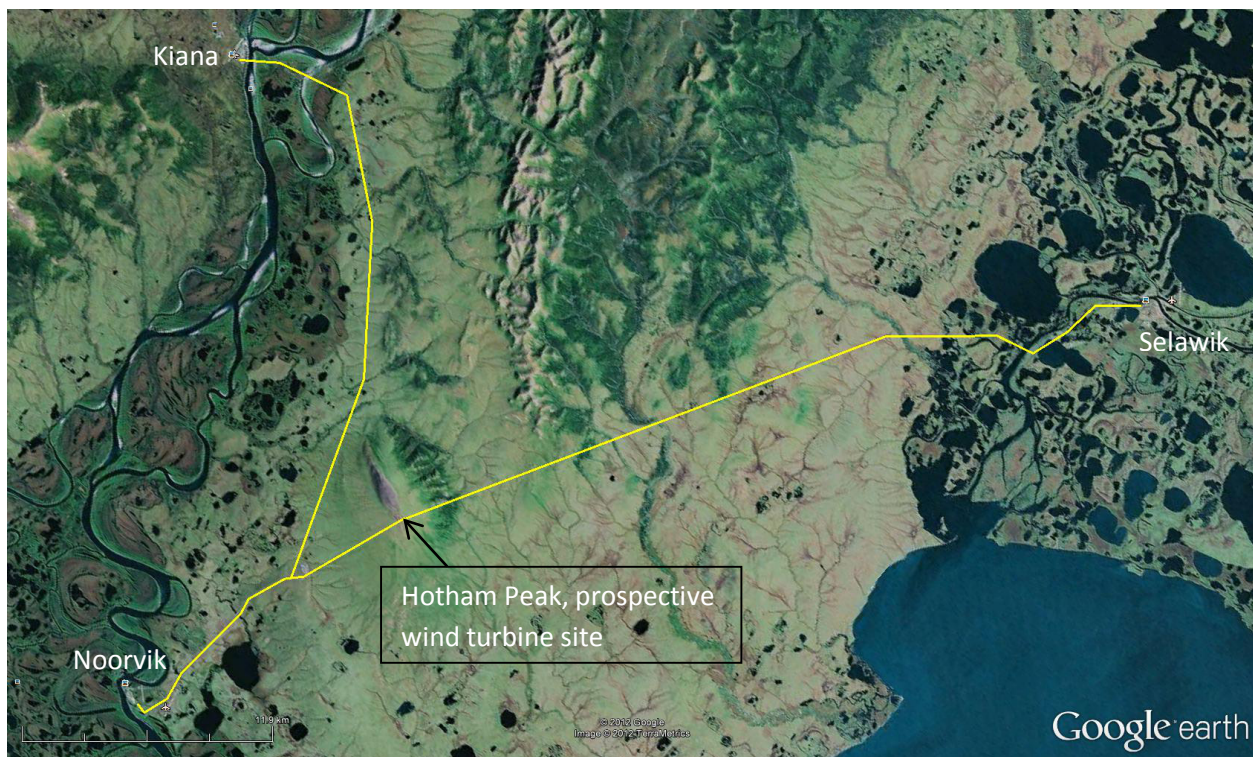 Kiana
Selawik
Hotham Peak, prospective
wind turbine site
Noorvik
11.9 km
© 2012 Google
Image © 2012 TerraMetrics
Google earth